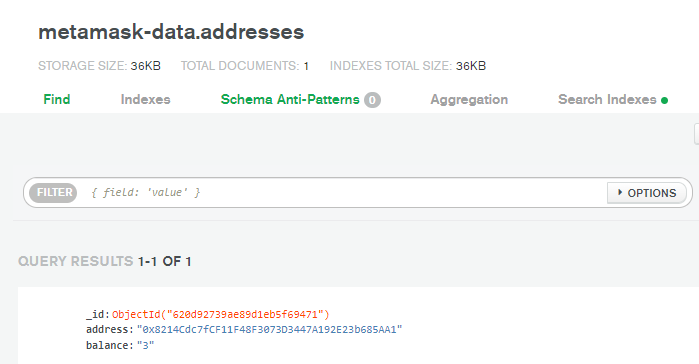 metamask-data.addresses
STORAGE SIZE: 36KB TOTAL DOCUMENTS: 1 INDEXES TOTAL SIZE: 36KB
Find Indexes Schema Anti-Patterns 0 Aggregation Search Indexes
FILTER { field: 'value' } OPTIONS
QUERY RESULTS 1-1 OF 1
_id: ObjectId("620d92739ae89d1eb5f69471")
address: "0x8214Cdc7fCF11F48F3073D3447A192E23b685AA1"
balance: "3"